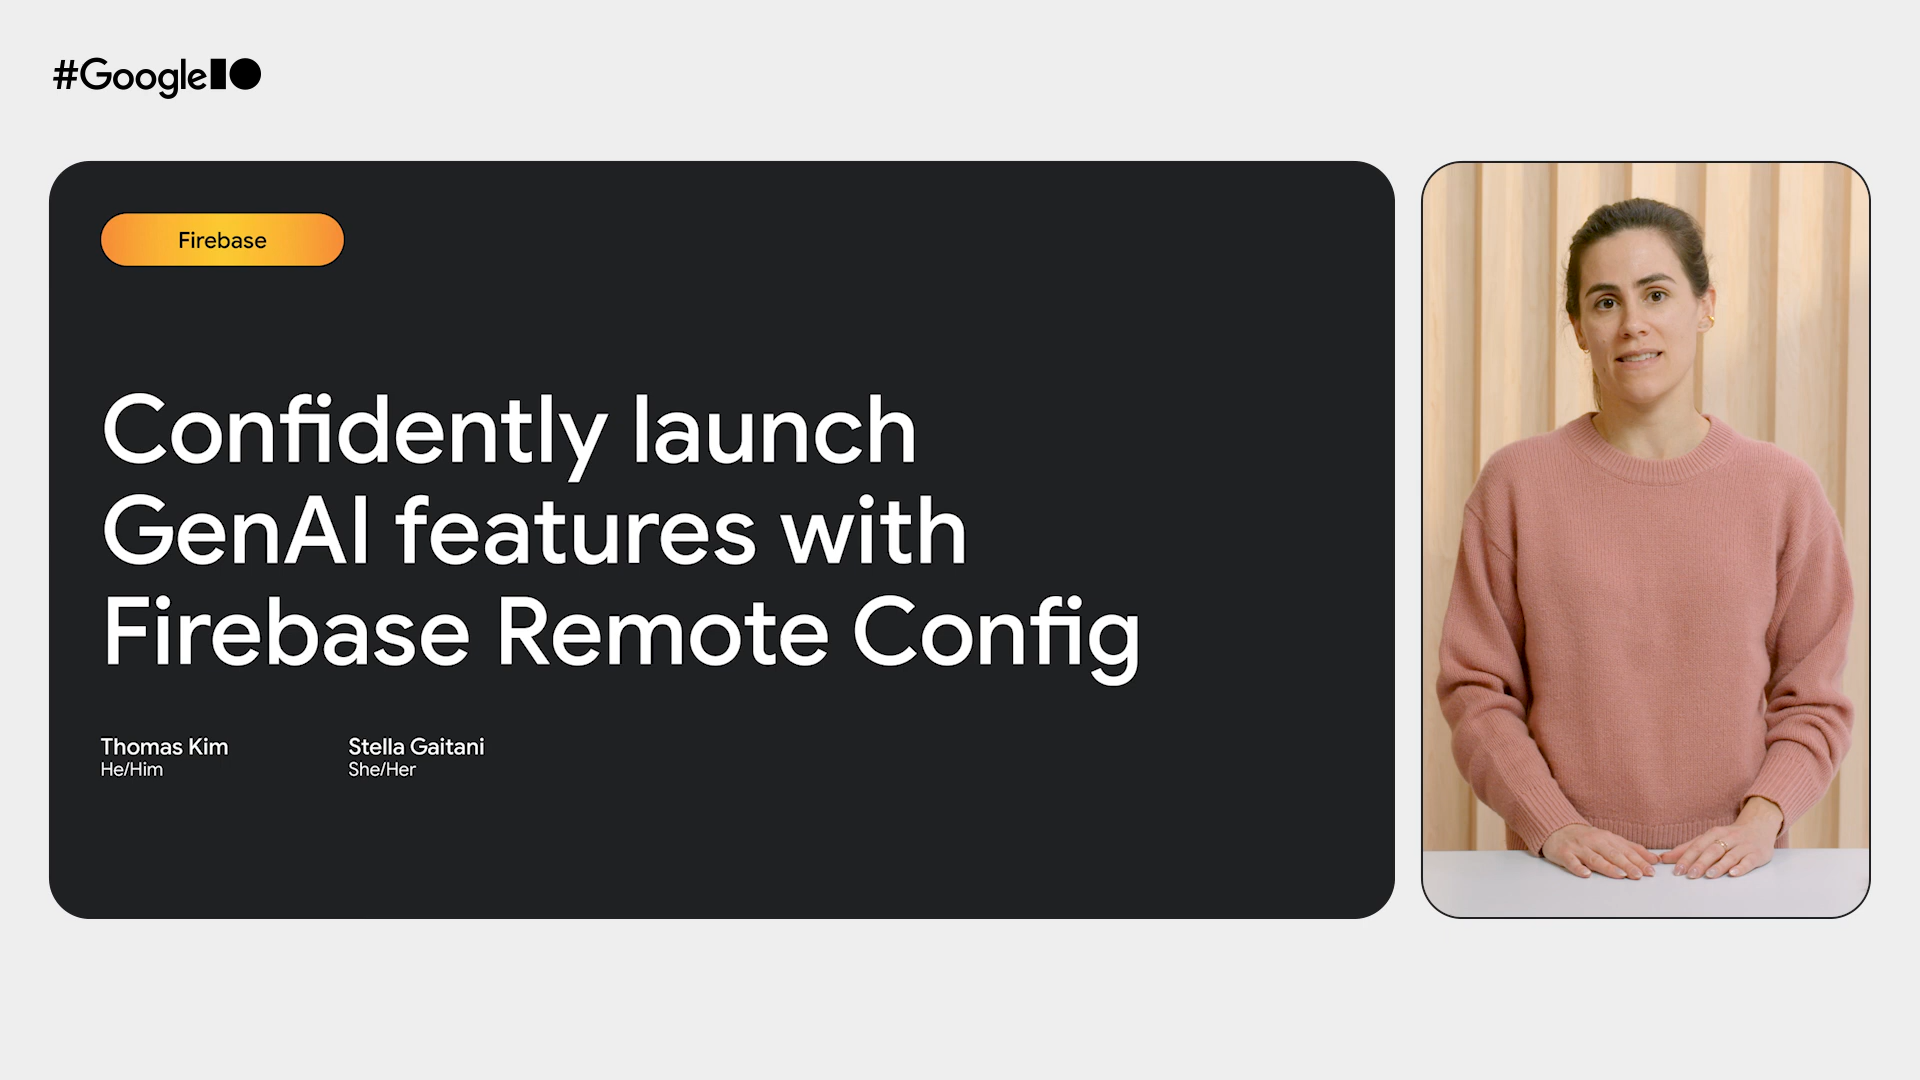 #GoogleIO
Firebase
Confidently launch
GenAI features with
Firebase Remote Config
Thomas Kim
He/Him
Stella Gaitani
She/Her